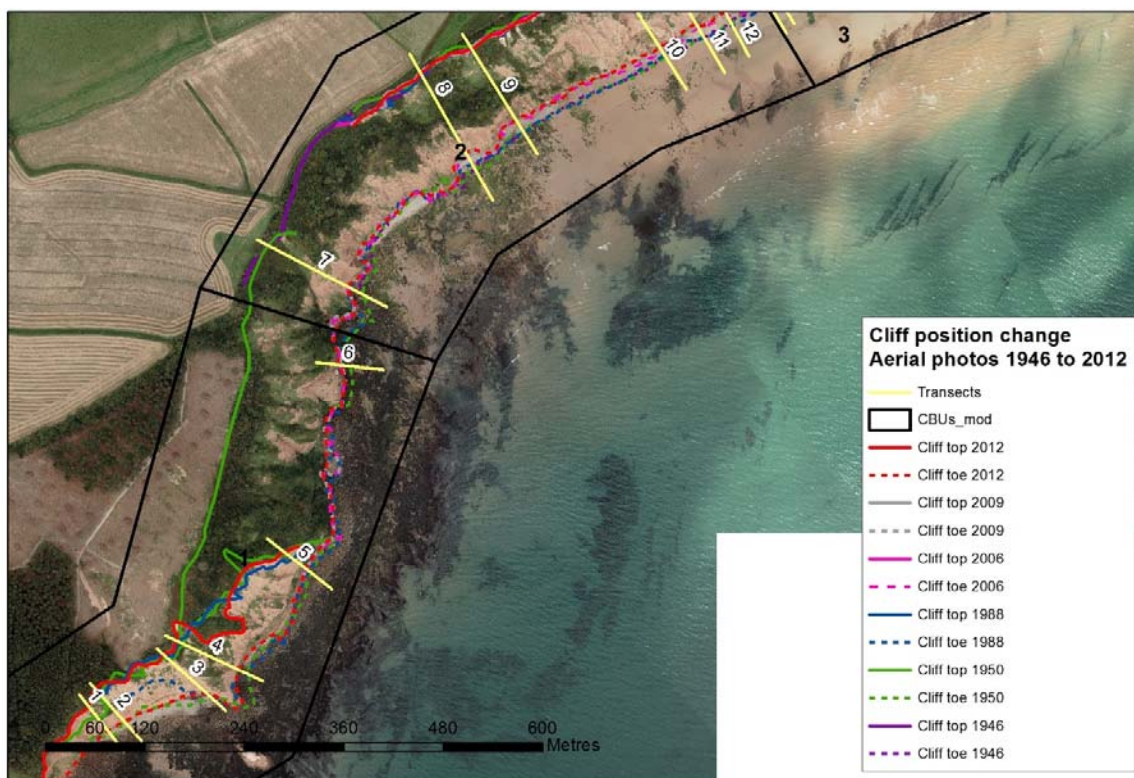 10
11
12
3
8
9
2
7
6
1
5
4
3
1
2
0 60 120 240 360 480 600
Metres
Cliff position change
Aerial photos 1946 to 2012
Transects
CBUs_mod
Cliff top 2012
Cliff toe 2012
Cliff top 2009
Cliff toe 2009
Cliff top 2006
Cliff toe 2006
Cliff top 1988
Cliff toe 1988
Cliff top 1950
Cliff toe 1950
Cliff top 1946
Cliff toe 1946